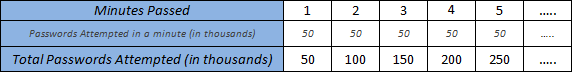 Minutes Passed 1 2 3 4 5 .....
Passwords Attempted in a minute (in thousands) 50 50 50 50 50 .....
Total Passwords Attempted (in thousands) 50 100 150 200 250 .....